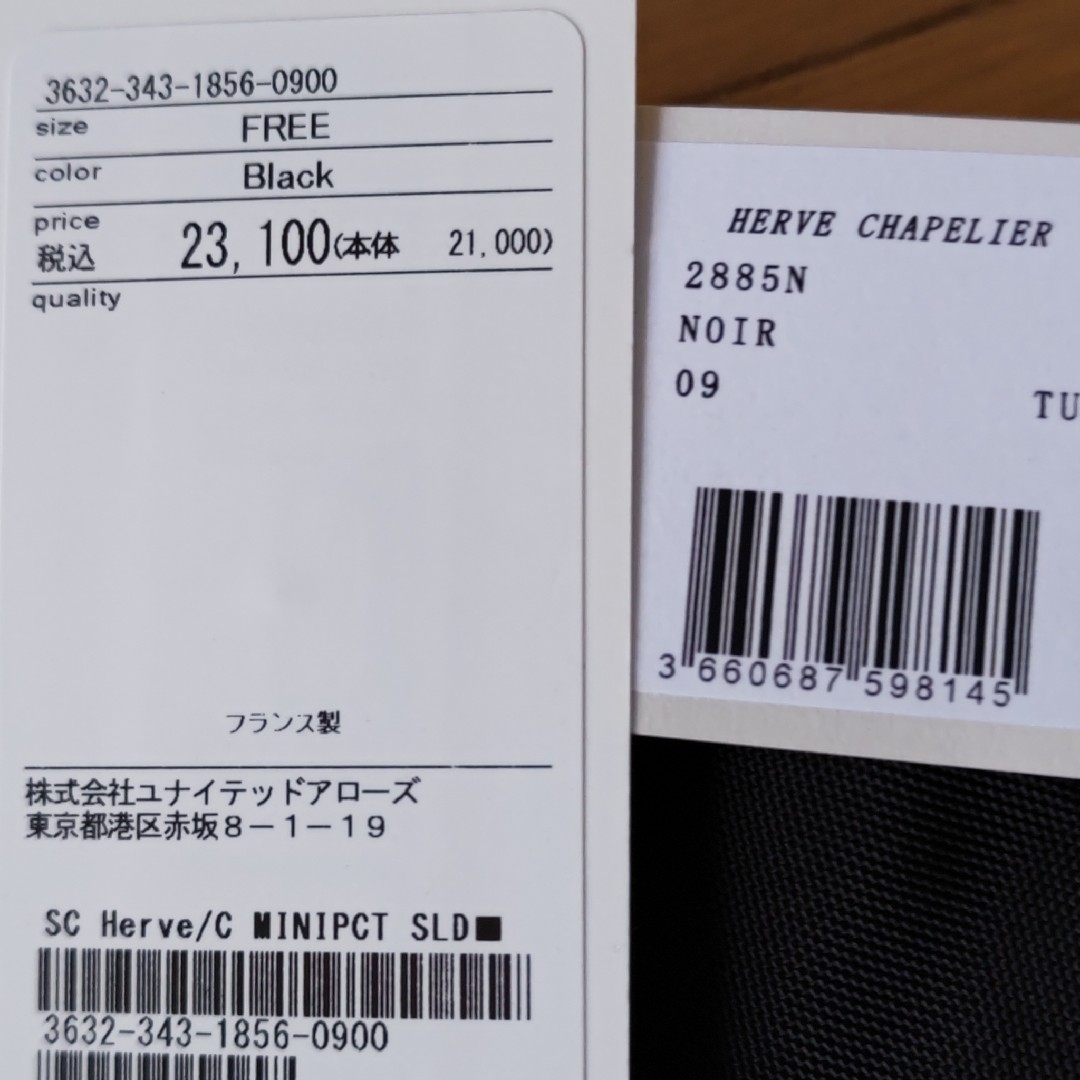 3632-343-1856-0900
size FREE
color Black
price
税込 23,100(本体 21,000)
quality
フランス製
株式会社ユナイテッドアローズ
東京都港区赤坂8－1－19
SC Herve/C MINIPCT SLD■
3632-343-1856-0900
HERVE CHAPELIER
2885N
NOIR
09 TU
3 660687 598145